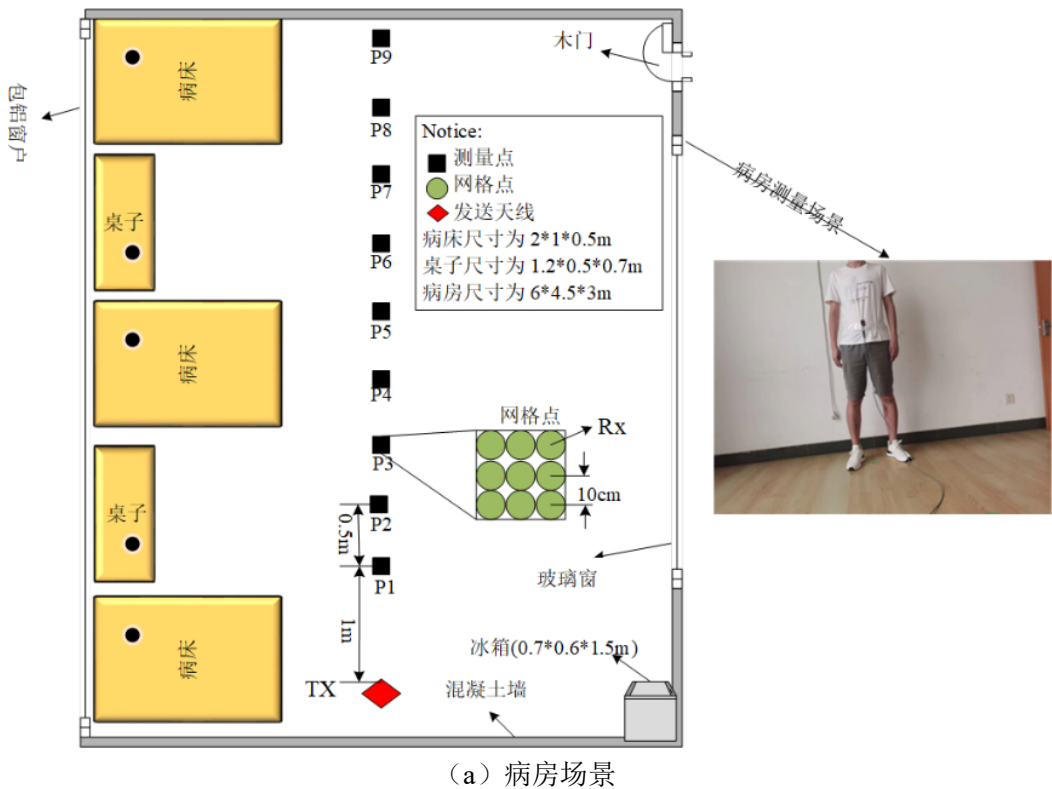 P9
木门
病床
包铝窗户
P8
Notice:
测量点
P7
网格点
病房测量场景
发送天线
桌子
病床尺寸为 2*1*0.5m
P6
桌子尺寸为 1.2*0.5*0.7m
病房尺寸为 6*4.5*3m
P5
病床
P4
网格点
Rx
P3
10cm
桌子
P2
0.5m
玻璃窗
P1
1m
冰箱(0.7*0.6*1.5m)
病床
TX
混凝土墙
（a）病房场景